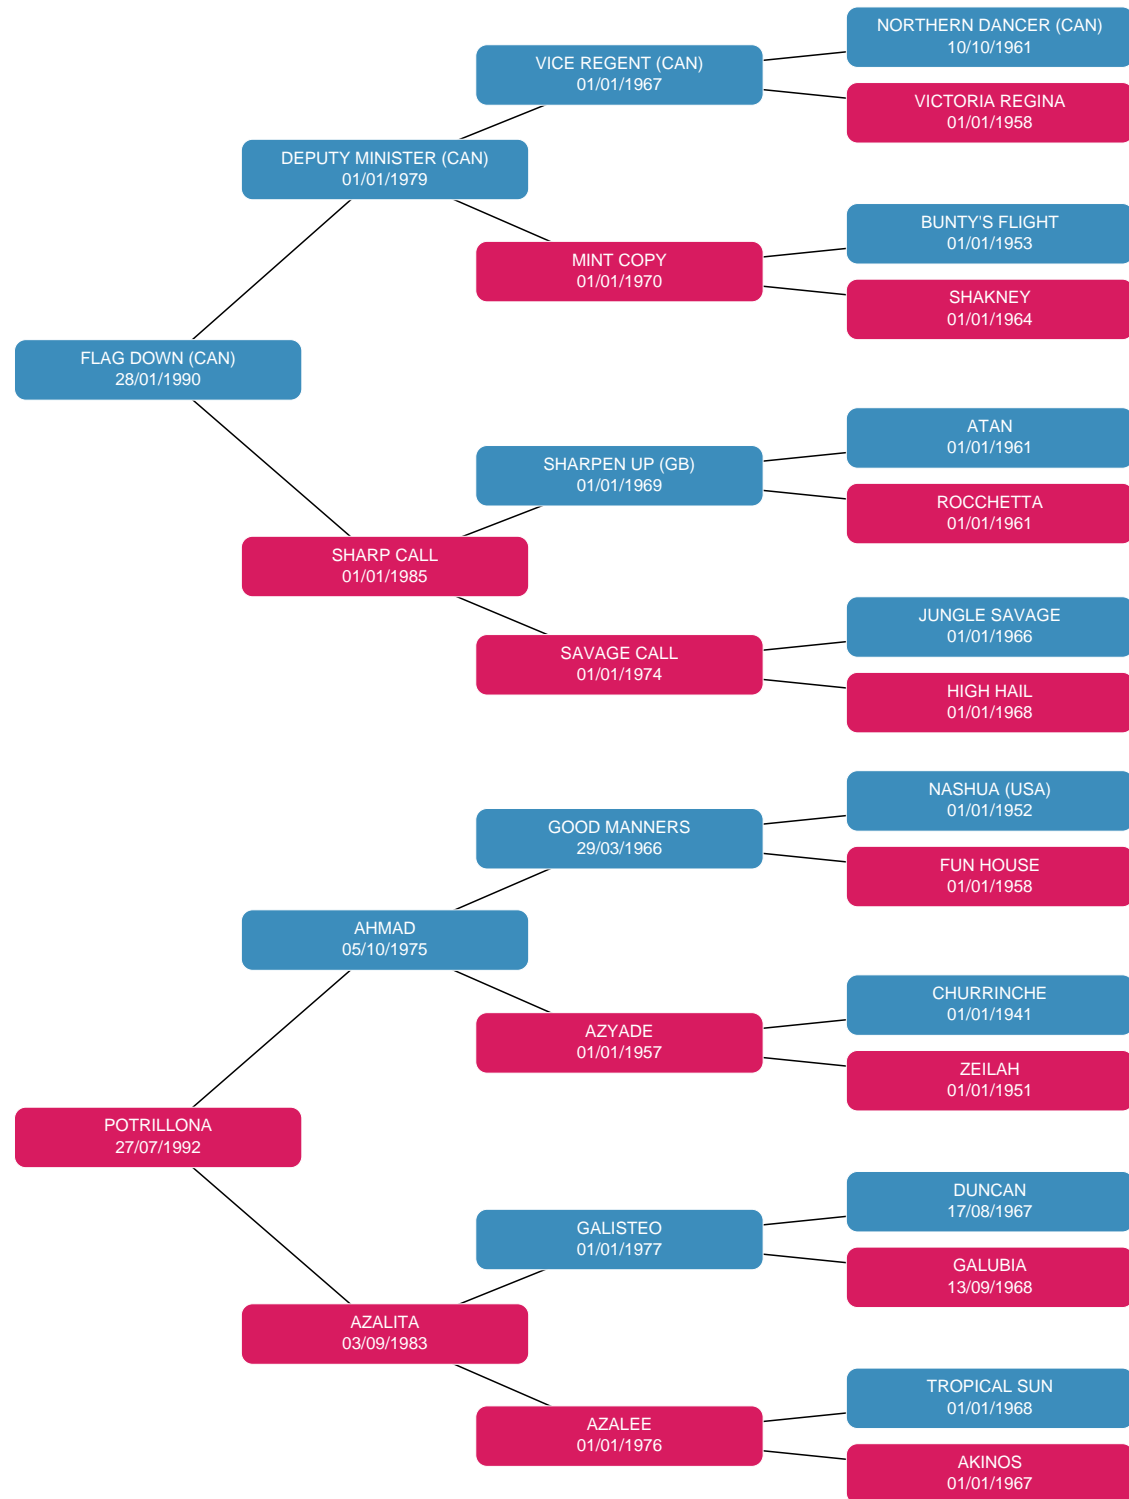 NORTHERN DANCER (CAN)
10/10/1961
VICE REGENT (CAN)
01/01/1967
VICTORIA REGINA
01/01/1958
DEPUTY MINISTER (CAN)
01/01/1979
BUNTY'S FLIGHT
01/01/1953
MINT COPY
01/01/1970
SHAKNEY
01/01/1964
FLAG DOWN (CAN)
28/01/1990
ATAN
01/01/1961
SHARPEN UP (GB)
01/01/1969
ROCCHETTA
01/01/1961
SHARP CALL
01/01/1985
JUNGLE SAVAGE
01/01/1966
SAVAGE CALL
01/01/1974
HIGH HAIL
01/01/1968
NASHUA (USA)
01/01/1952
GOOD MANNERS
29/03/1966
FUN HOUSE
01/01/1958
AHMAD
05/10/1975
CHURRINCHE
01/01/1941
AZYADE
01/01/1957
ZEILAH
01/01/1951
POTRILLONA
27/07/1992
DUNCAN
17/08/1967
GALISTEO
01/01/1977
GALUBIA
13/09/1968
AZALITA
03/09/1983
TROPICAL SUN
01/01/1968
AZALEE
01/01/1976
AKINOS
01/01/1967